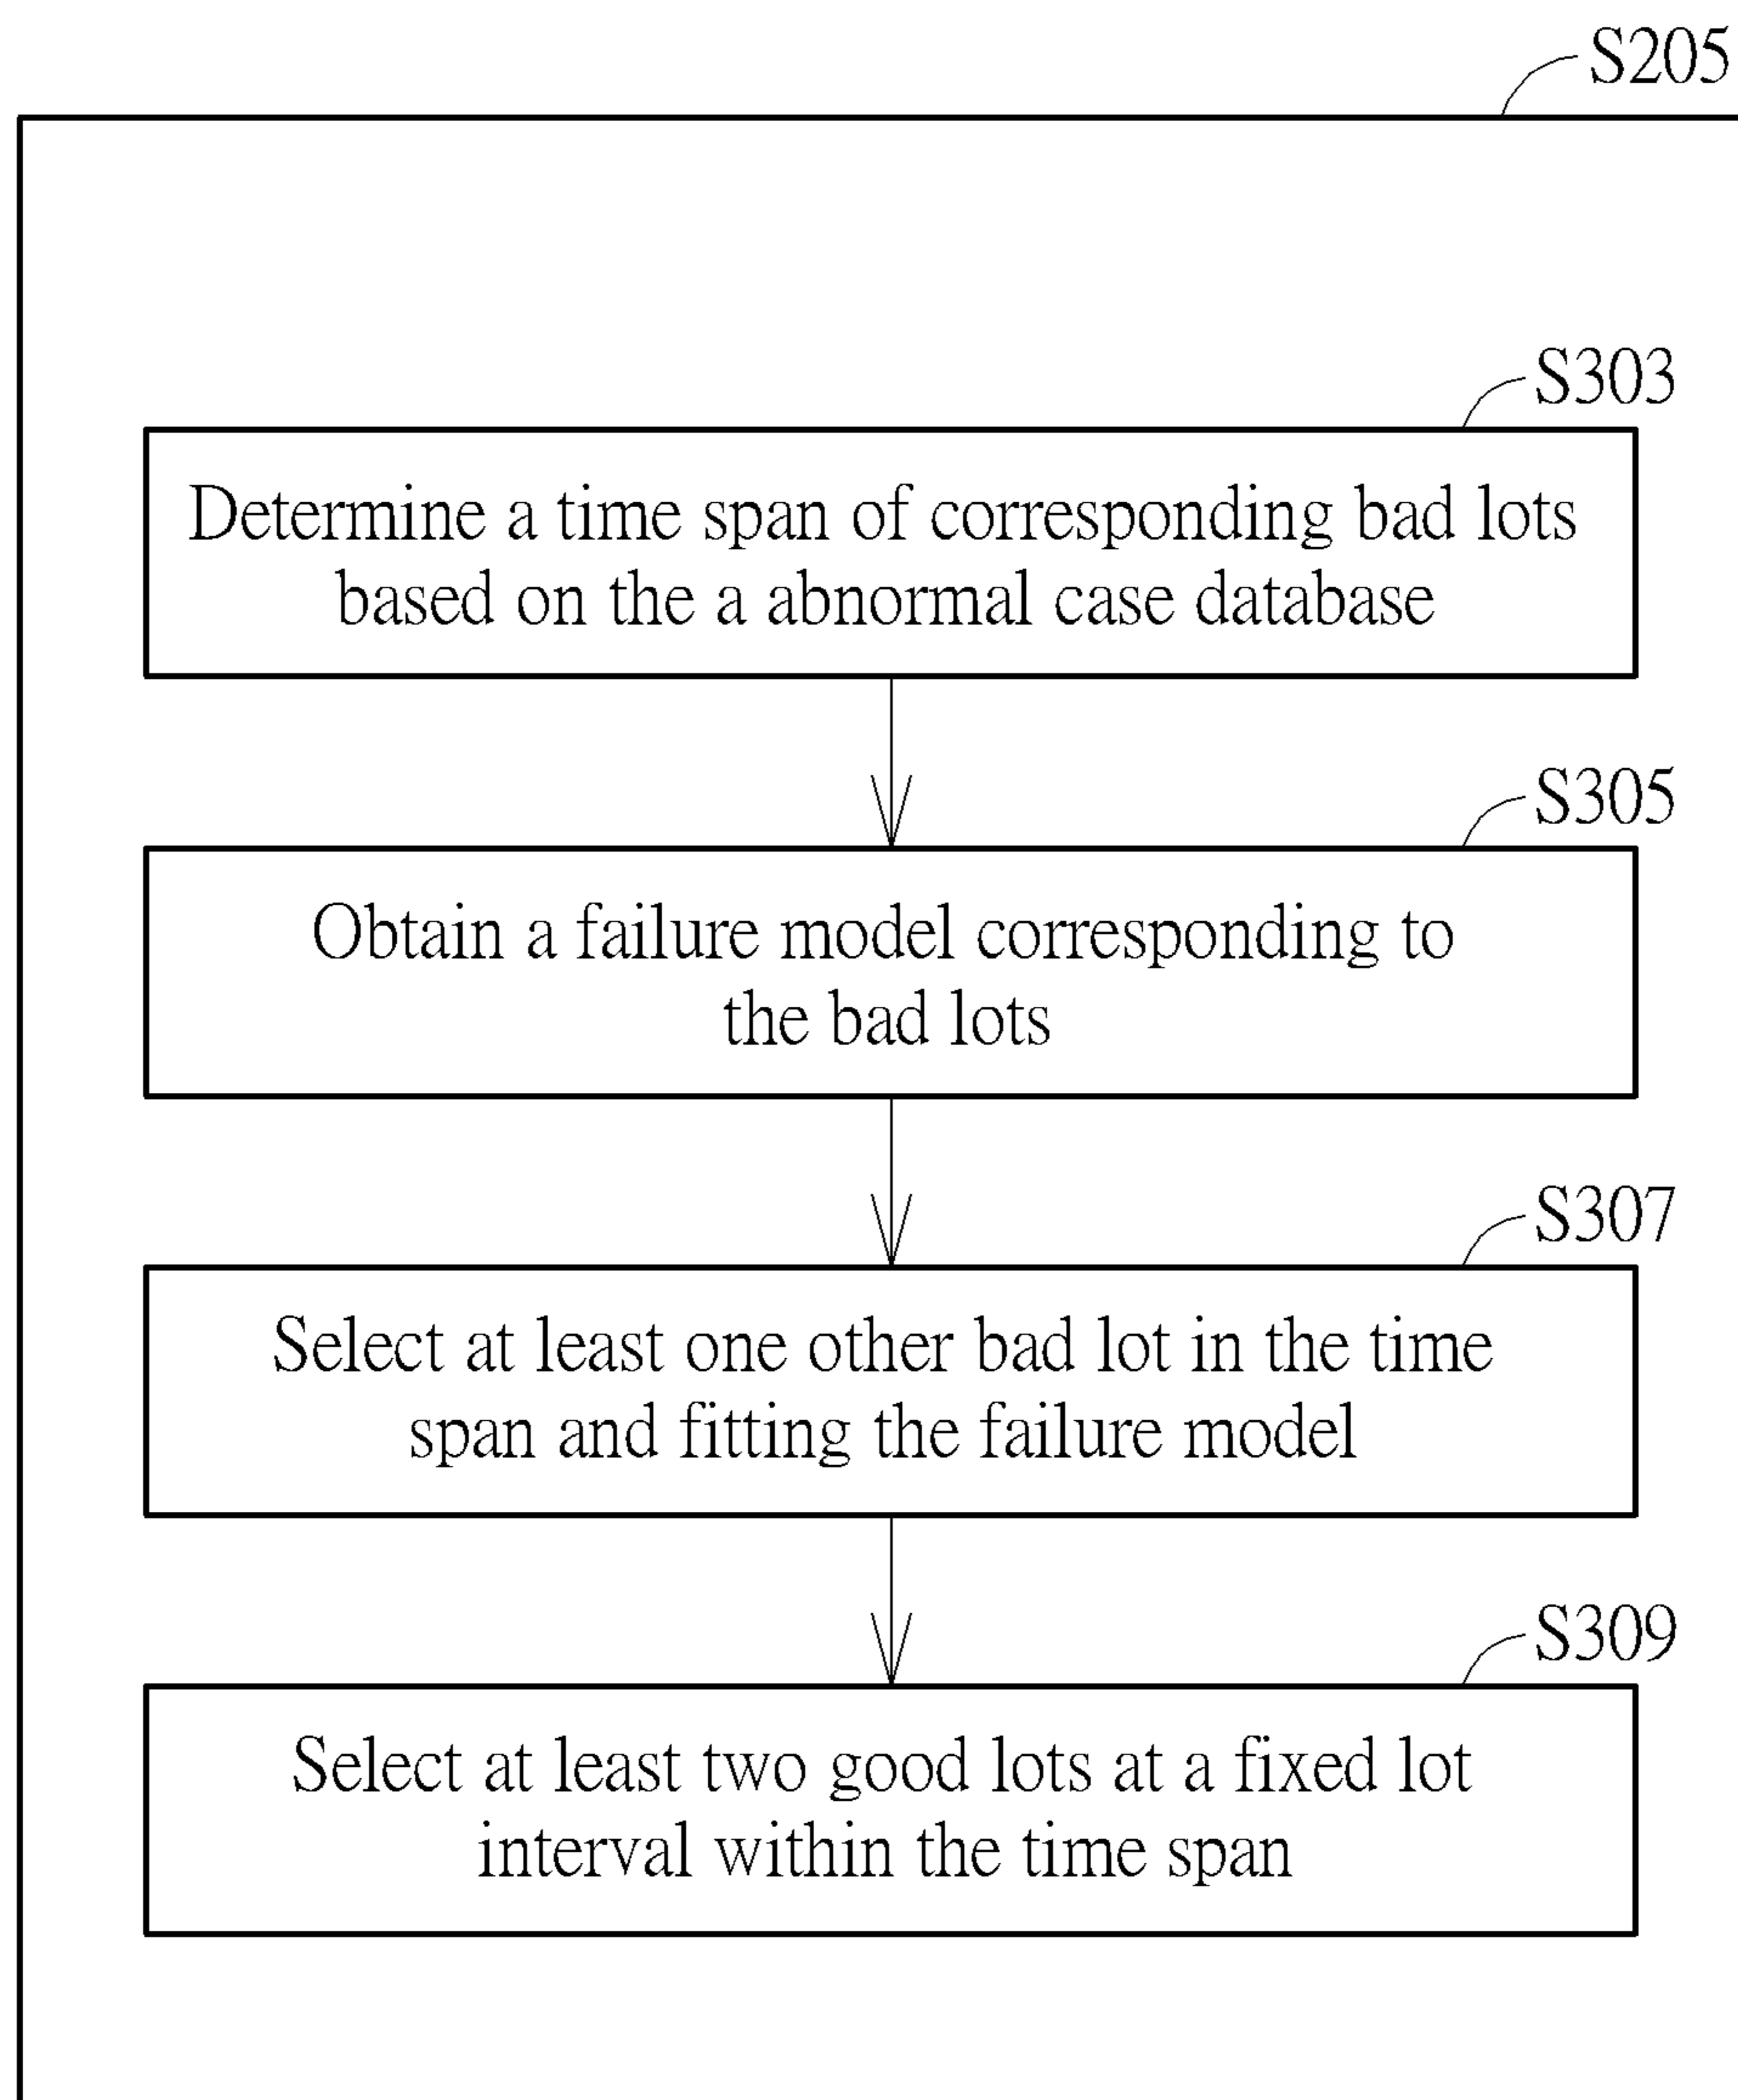 S205
S303
Determine a time span of corresponding bad lots
based on the a abnormal case database
S305
Obtain a failure model corresponding to
the bad lots
S307
Select at least one other bad lot in the time
span and fitting the failure model
S309
Select at least two good lots at a fixed lot
interval within the time span